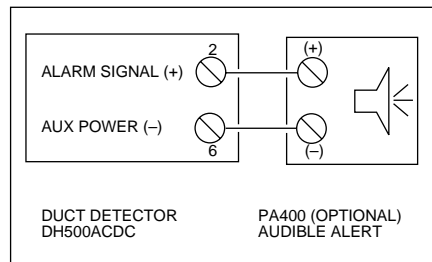 2
(+)
ALARM SIGNAL (+)
AUX POWER (–)
6
(–)
DUCT DETECTOR
DH500ACDC
PA400 (OPTIONAL)
AUDIBLE ALERT